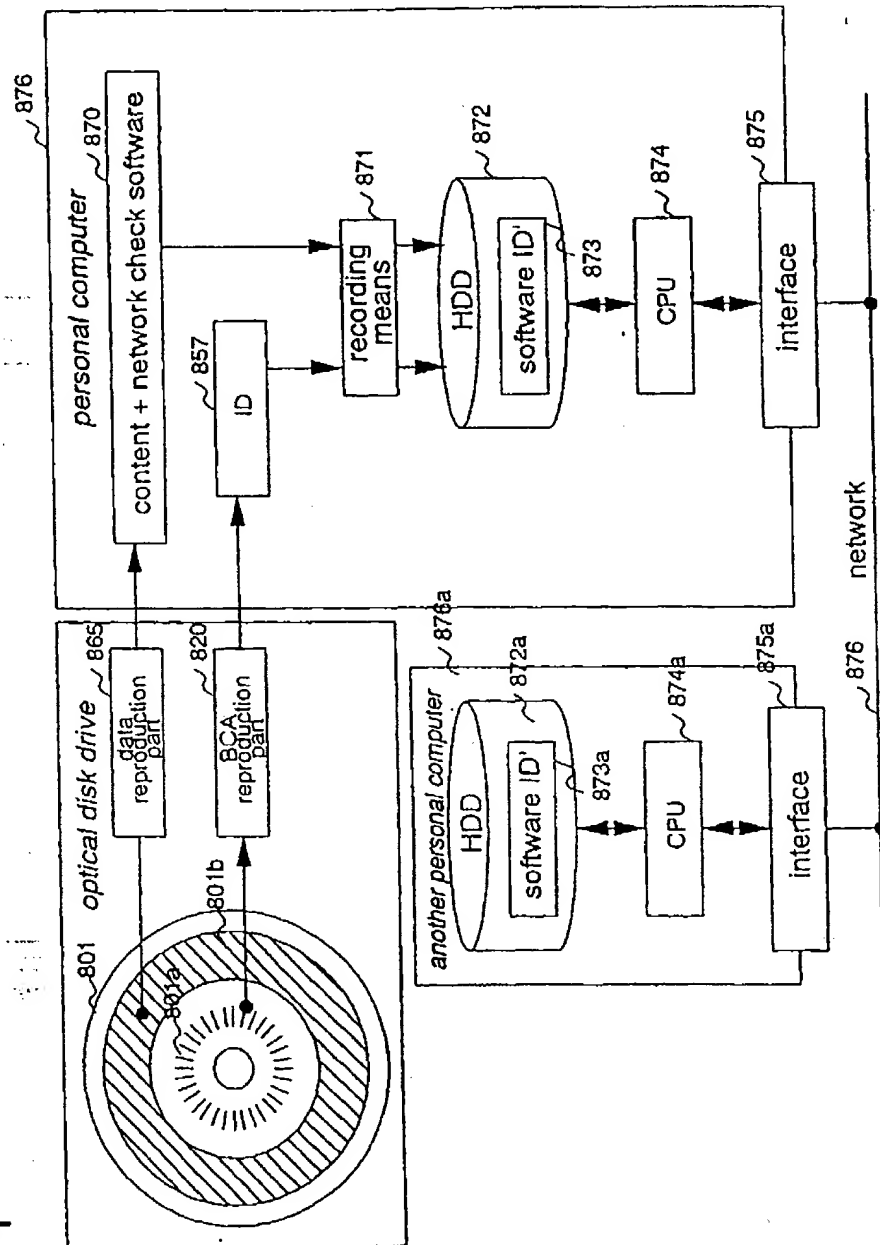 876
personal computer
870
content + network check software
857
ID
871
recording
means
872
HDD
software ID'
873
874
CPU
875
interface
optical disk drive
865
data
reproduction
part
820
BCA
reproduction
part
801
801b
801a
another personal computer
876a
872a
HDD
software ID'
873a
874a
CPU
875a
interface
876
network